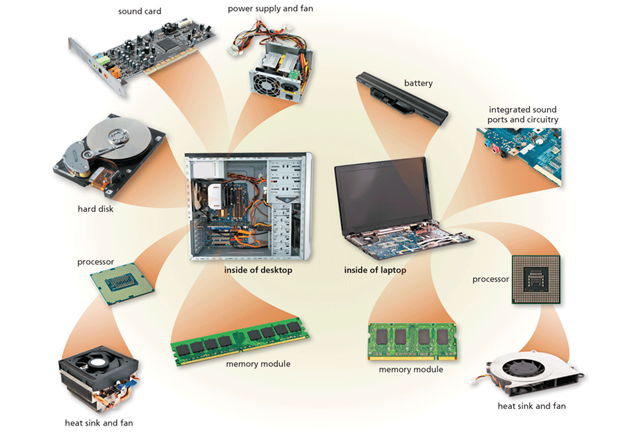 sound card
power supply and fan
battery
integrated sound
ports and circuitry
hard disk
inside of desktop
inside of laptop
processor
processor
memory module
memory module
heat sink and fan
heat sink and fan